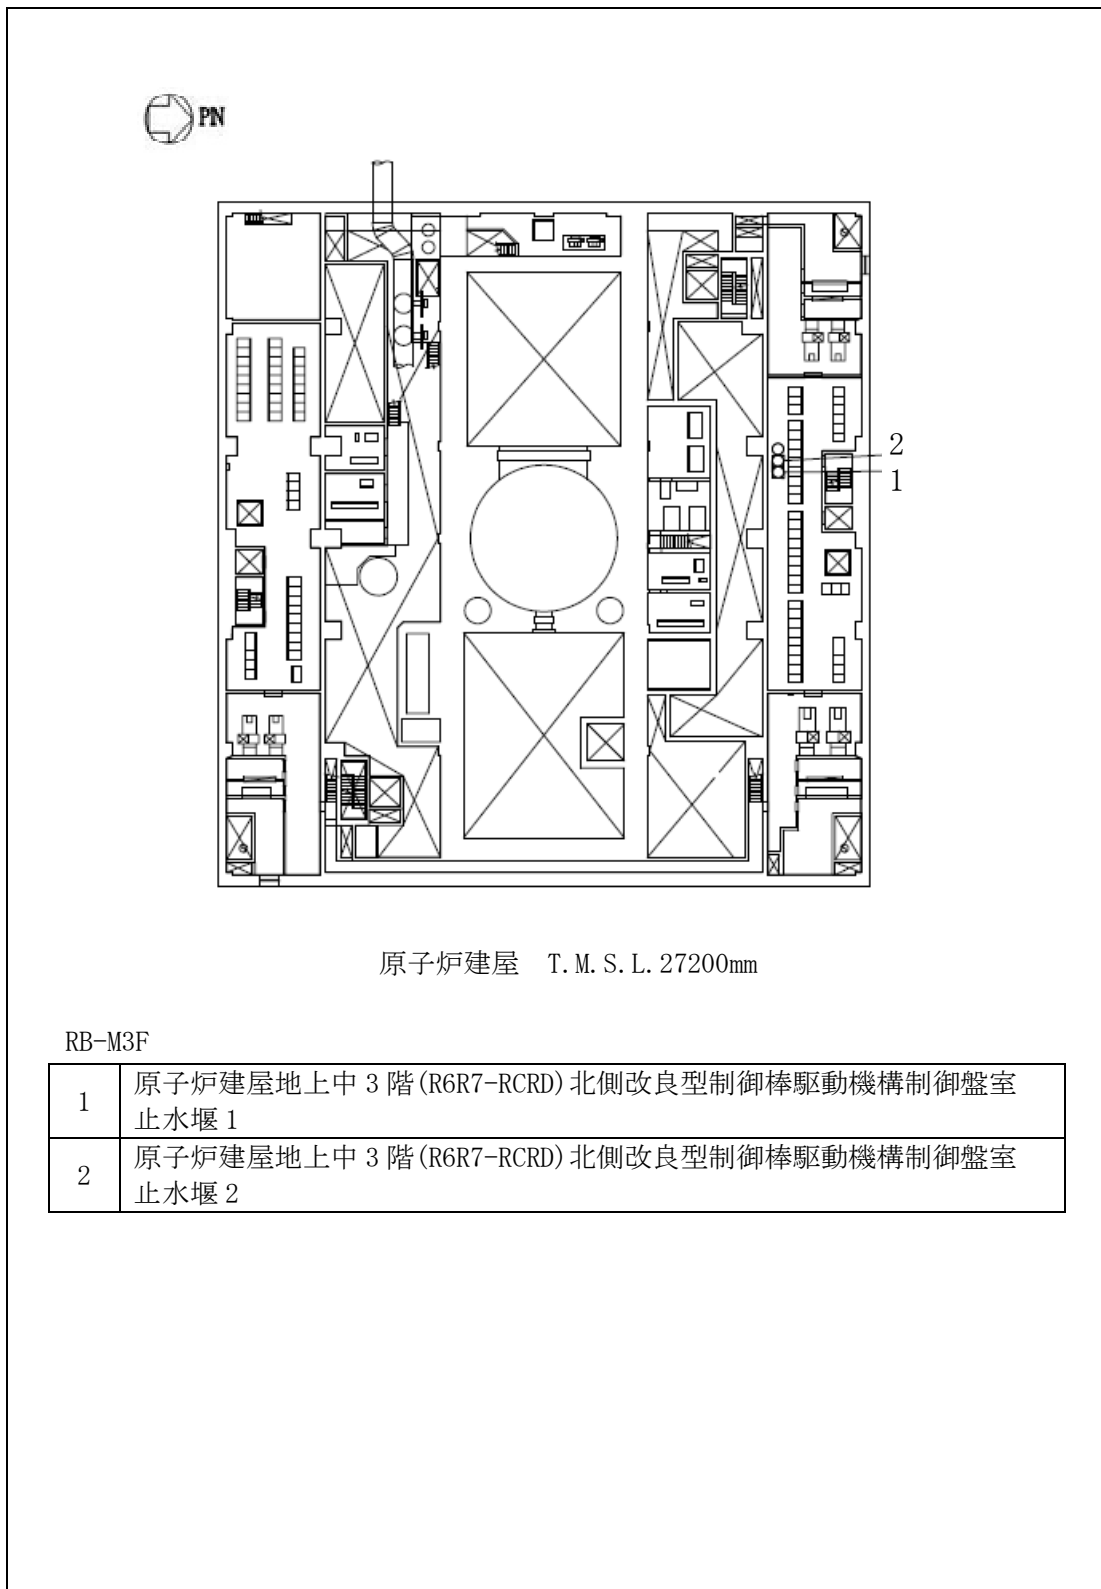 PN
2
1
原子炉建屋　T.M.S.L.27200mm
RB-M3F
1
原子炉建屋地上中 3 階(R6R7-RCRD)北側改良型制御棒駆動機構制御盤室
止水堰 1
2
原子炉建屋地上中 3 階(R6R7-RCRD)北側改良型制御棒駆動機構制御盤室
止水堰 2